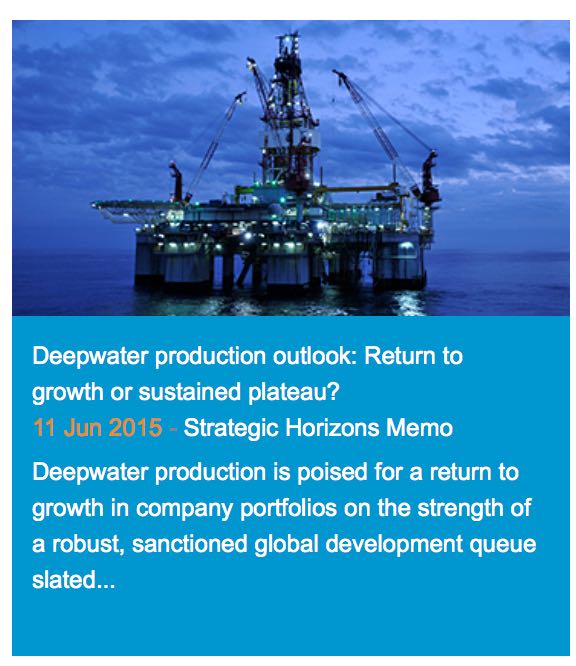 Deepwater production outlook: Return to
growth or sustained plateau?
11 Jun 2015 - Strategic Horizons Memo
Deepwater production is poised for a return to
growth in company portfolios on the strength of
a robust, sanctioned global development queue
slated...